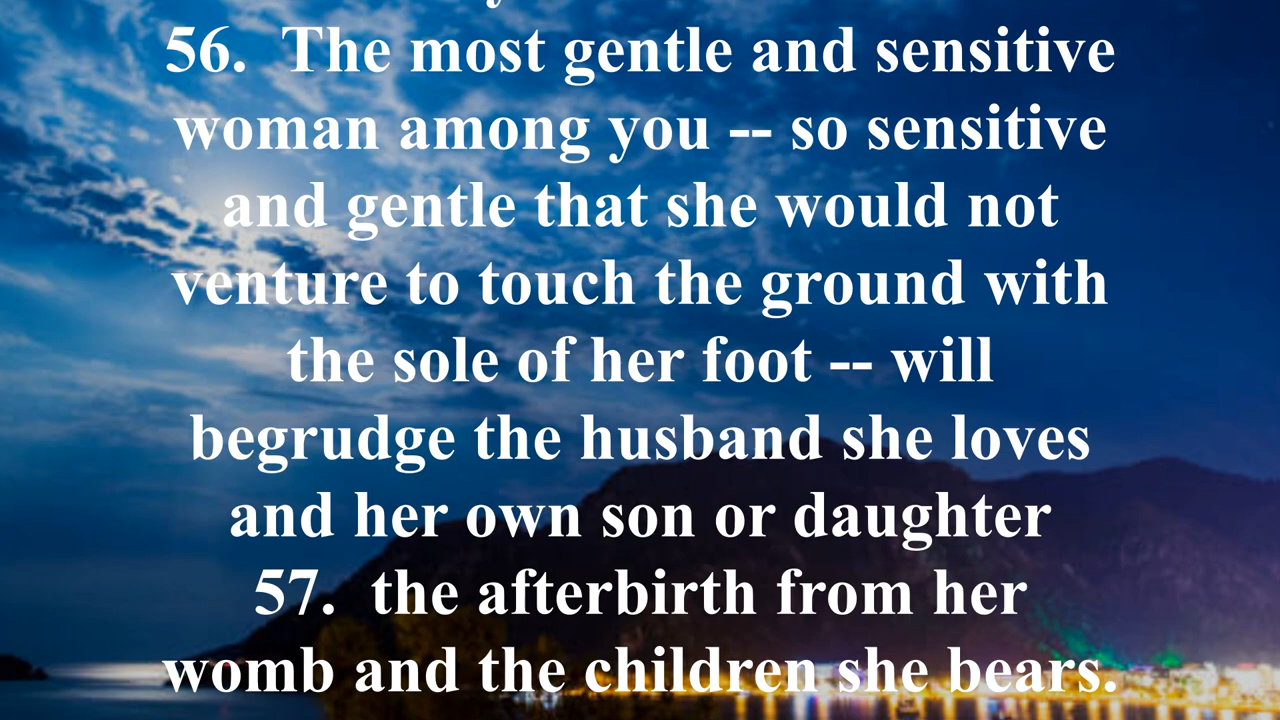 56.  The most gentle and sensitive
woman among you -- so sensitive
and gentle that she would not
venture to touch the ground with
the sole of her foot -- will
begrudge the husband she loves
and her own son or daughter
57.  the afterbirth from her
womb and the children she bears.